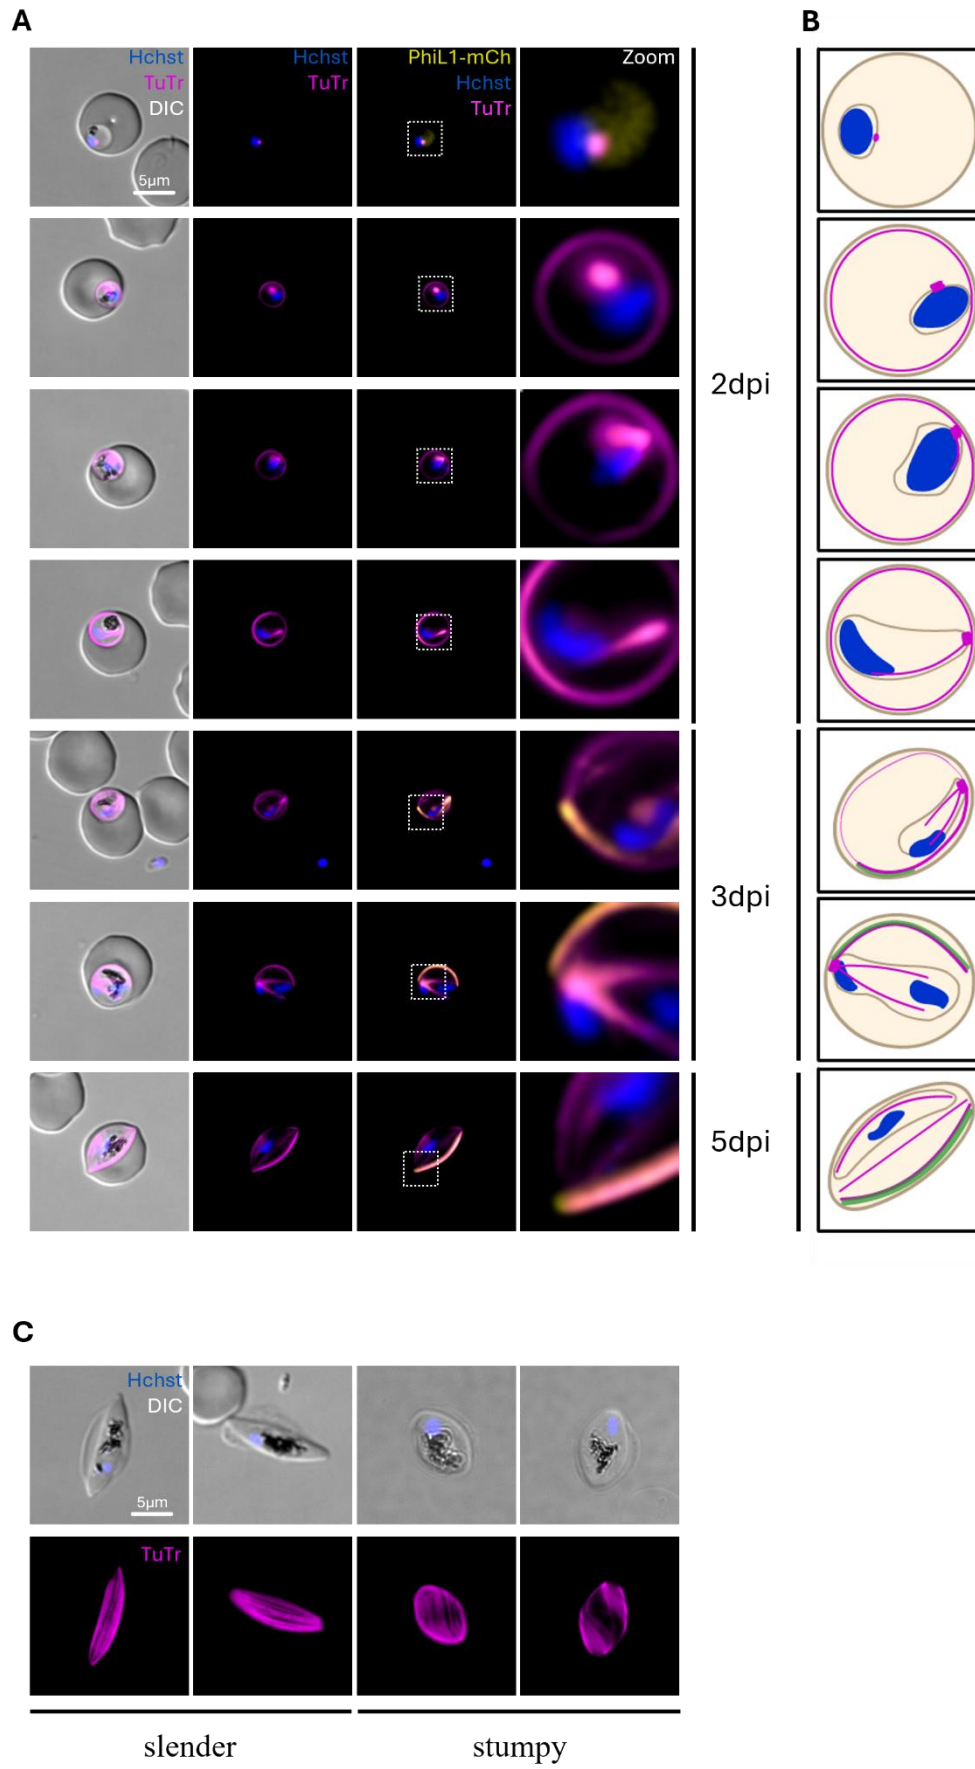 A
B
Hchst
TuTr
DIC
5µm
Hchst
TuTr
PhiL1-mCh
Hchst
TuTr
Zoom
2dpi
3dpi
5dpi
C
Hchst
DIC
5µm
TuTr
slender
stumpy